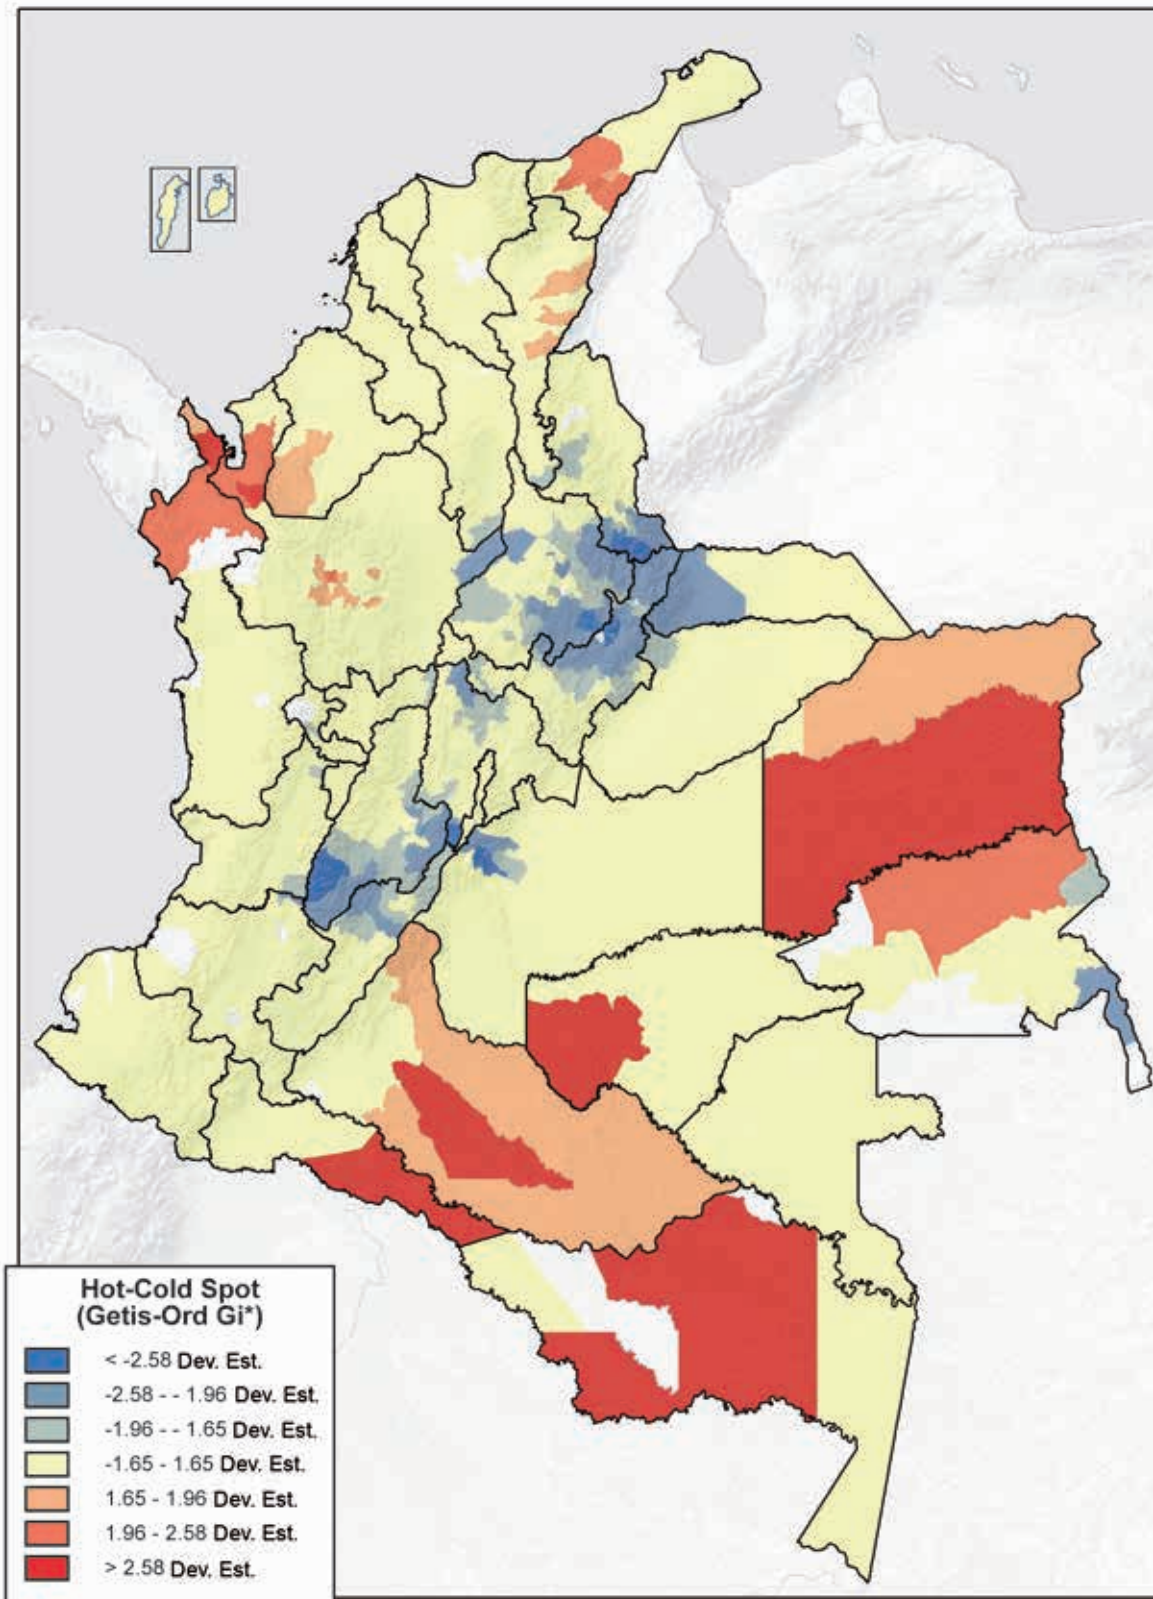 Hot-Cold Spot
(Getis-Ord Gi*)
< -2.58 Dev. Est.
-2.58 - - 1.96 Dev. Est.
-1.96 - - 1.65 Dev. Est.
-1.65 - 1.65 Dev. Est.
1.65 - 1.96 Dev. Est.
1.96 - 2.58 Dev. Est.
> 2.58 Dev. Est.